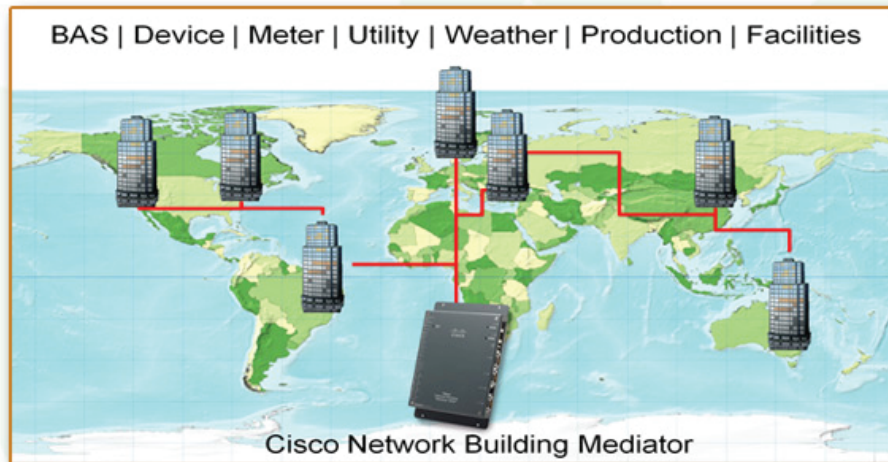 BAS | Device | Meter | Utility | Weather | Production | Facilities
Cisco Network Building Mediator